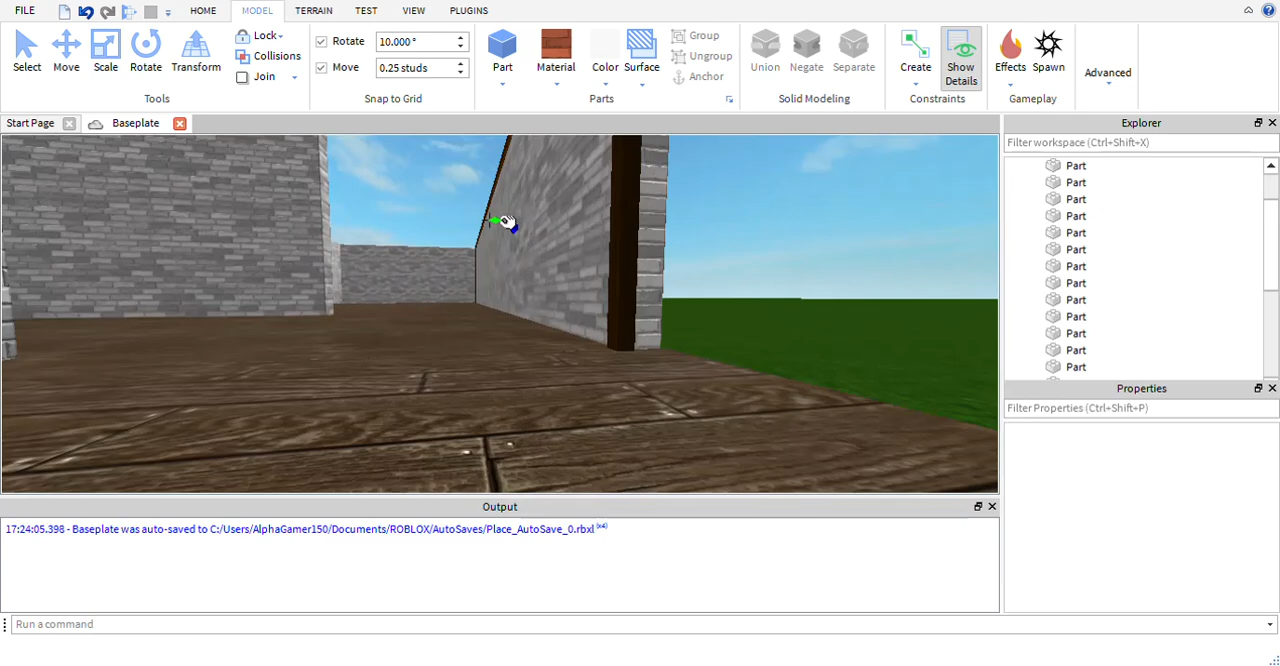 FILE HOME MODEL TERRAIN TEST VIEW PLUGINS
Select Move Scale Rotate Transform
Lock
Collisions
Join
Tools
Rotate 10.000 °
Move 0.25 studs
Snap to Grid
Part Material Color Surface
Group
Ungroup
Anchor
Parts
Union Negate Separate
Solid Modeling
Create Show Details
Constraints
Effects Spawn
Gameplay
Advanced
Start Page Baseplate
Explorer
Filter workspace (Ctrl+Shift+X)
Part
Part
Part
Part
Part
Part
Part
Part
Part
Part
Part
Part
Part
Properties
Filter Properties (Ctrl+Shift+P)
Output
17:24:05.398 - Baseplate was auto-saved to C:/Users/AlphaGamer150/Documents/ROBLOX/AutoSaves/Place_AutoSave_0.rbxl (x4)
Run a command